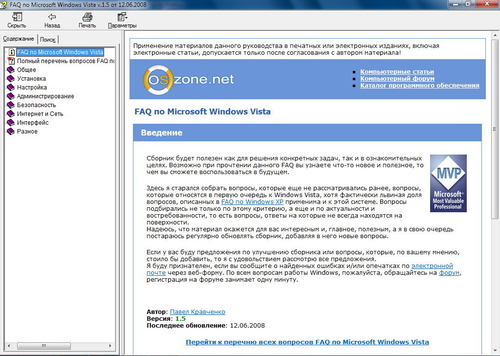 FAQ по Microsoft Windows Vista v.1.5 от 12.06.2008
Скрыть
Назад
Печать
Параметры
Содержание
Поиск
FAQ по Microsoft Windows Vista
Полный перечень вопросов FAQ по
Общее
Установка
Настройка
Администрирование
Безопасность
Интернет и Сеть
Интерфейс
Разное
Применение материалов данного руководства в печатных или электронных изданиях, включая
электронные статьи, допускается только после согласования с автором материала!
oszone.net
Компьютерные статьи
Компьютерный форум
Каталог программного обеспечения
FAQ по Microsoft Windows Vista
Введение
Сборник будет полезен как для решения конкретных задач, так и в ознакомительных
целях. Возможно при прочтении данного FAQ вы узнаете что-то новое и полезное, то
чем вы сможете воспользоваться в будущем.
Здесь я старался собрать вопросы, которые еще не рассматривались ранее, вопросы,
которые относятся в первую очередь к Windows Vista, хотя фактически львиная доля
вопросов, описанных в FAQ по Windows XP применима и к этой системе. Вопросы
подбирались не только по этому критерию, а еще и по актуальности и
востребованности, то есть вопросы, ответы на которые не всегда находятся на
поверхности.
Надеюсь, что материал окажется для вас интересным и, главное, полезным, а я в свою очередь
постараюсь регулярно обновлять сборник, добавляя в него новые вопросы.
Если у вас будут предложения по улучшению сборника или вопросы, которые, по вашему мнению,
стоило бы добавить, то я с удовольствием рассмотрю все предложения.
Я буду признателен, если вы сообщите о найденных ошибках и/или опечатках по электронной
почте или через веб-форму. По всем вопросам работы Windows, пожалуйста, обращайтесь на форум,
регистрация на форуме занимает одну минуту.
MVP
Microsoft
Most Valuable
Professional
Автор: Павел Кравченко
Версия: 1.5
Последнее обновление: 12.06.2008
Перейти к перечню всех вопросов FAQ по Microsoft Windows Vista